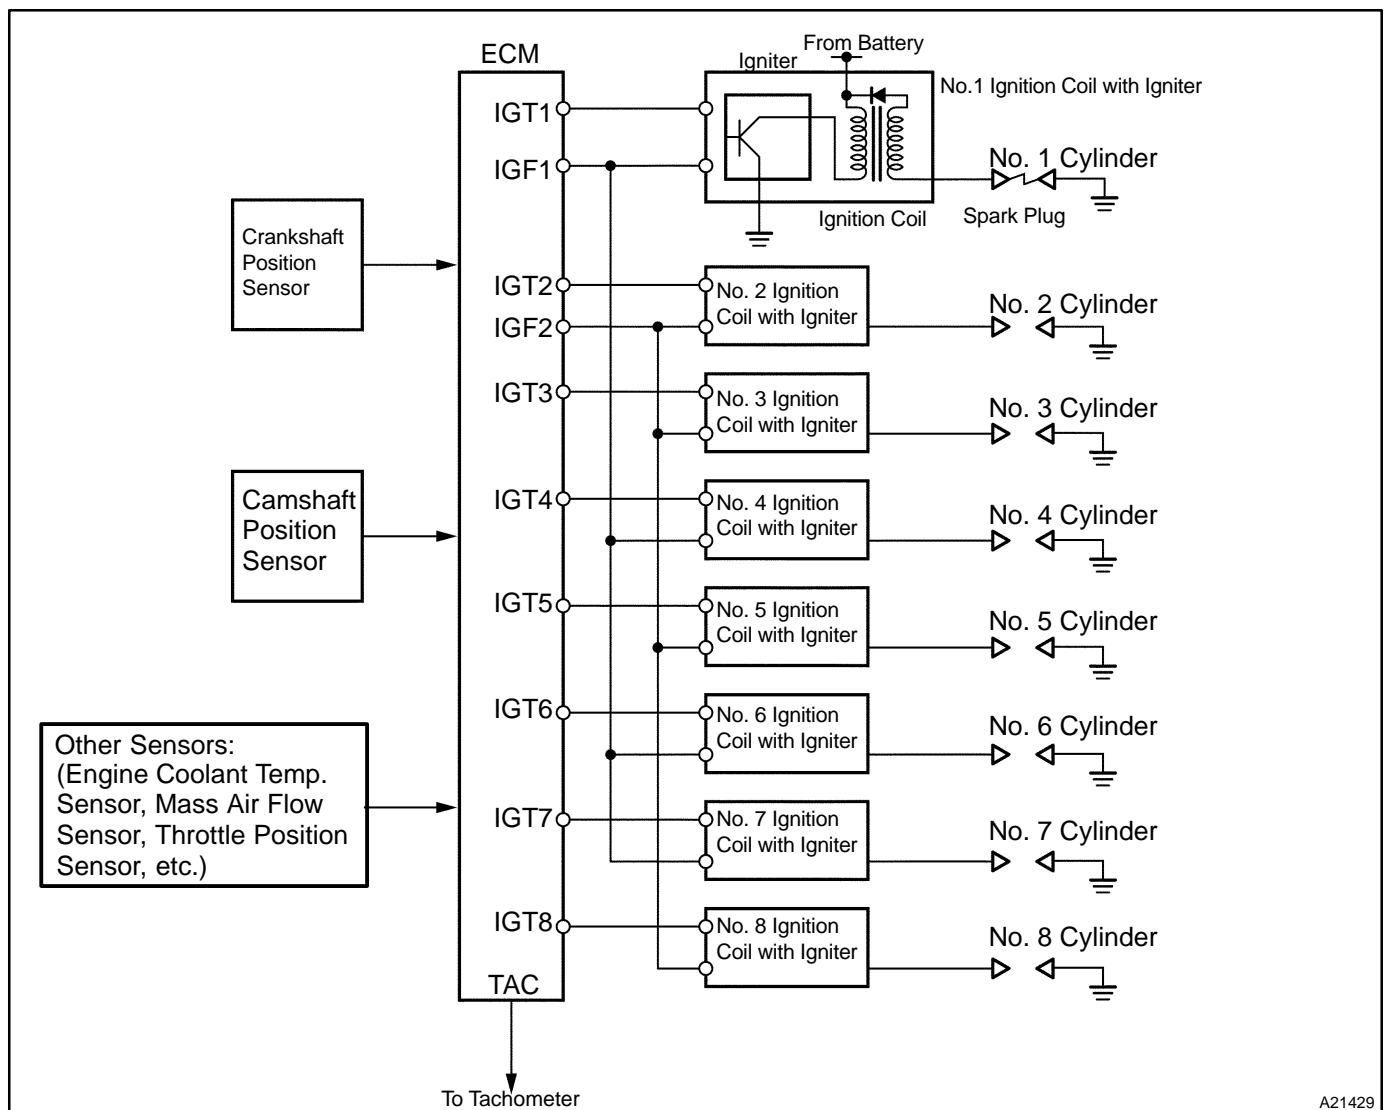 From Battery
ECM
Igniter
No.1 Ignition Coil with Igniter
IGT1
IGF1
No. 1 Cylinder
Ignition Coil
Spark Plug
Crankshaft
Position
Sensor
IGT2
IGF2
No. 2 Ignition
Coil with Igniter
No. 2 Cylinder
IGT3
No. 3 Ignition
Coil with Igniter
No. 3 Cylinder
Camshaft
Position
Sensor
IGT4
No. 4 Ignition
Coil with Igniter
No. 4 Cylinder
IGT5
No. 5 Ignition
Coil with Igniter
No. 5 Cylinder
IGT6
No. 6 Ignition
Coil with Igniter
No. 6 Cylinder
Other Sensors:
(Engine Coolant Temp.
Sensor, Mass Air Flow
Sensor, Throttle Position
Sensor, etc.)
IGT7
No. 7 Ignition
Coil with Igniter
No. 7 Cylinder
IGT8
No. 8 Ignition
Coil with Igniter
No. 8 Cylinder
TAC
To Tachometer
A21429